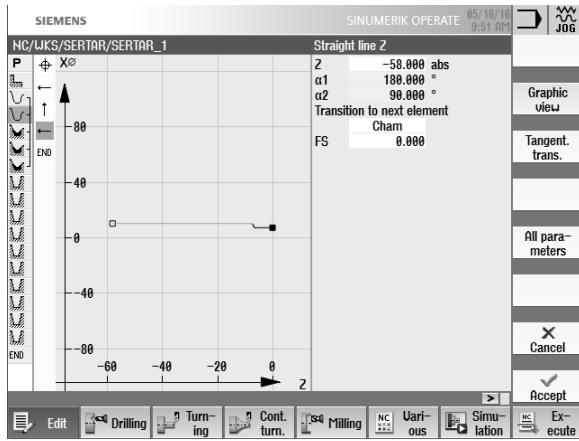 SIEMENS
SINUMERIK OPERATE
05/16/16
9:51 AM
JOG
NC/WKS/SERTAR/SERTAR_1
Straight line Z
P
X⌀
Z -58.000 abs
α1 180.000 °
α2 90.000 °
Transition to next element
Cham
FS 0.000
END
80
40
0
-40
-80
-60 -40 -20 0
Z
END
Graphic
view
Tangent.
trans.
All para-
meters
Cancel
Accept
>
Edit
Drilling
Turn-
ing
Cont.
turn.
Milling
NC
Vari-
ous
Simu-
lation
NC
Ex-
ecute